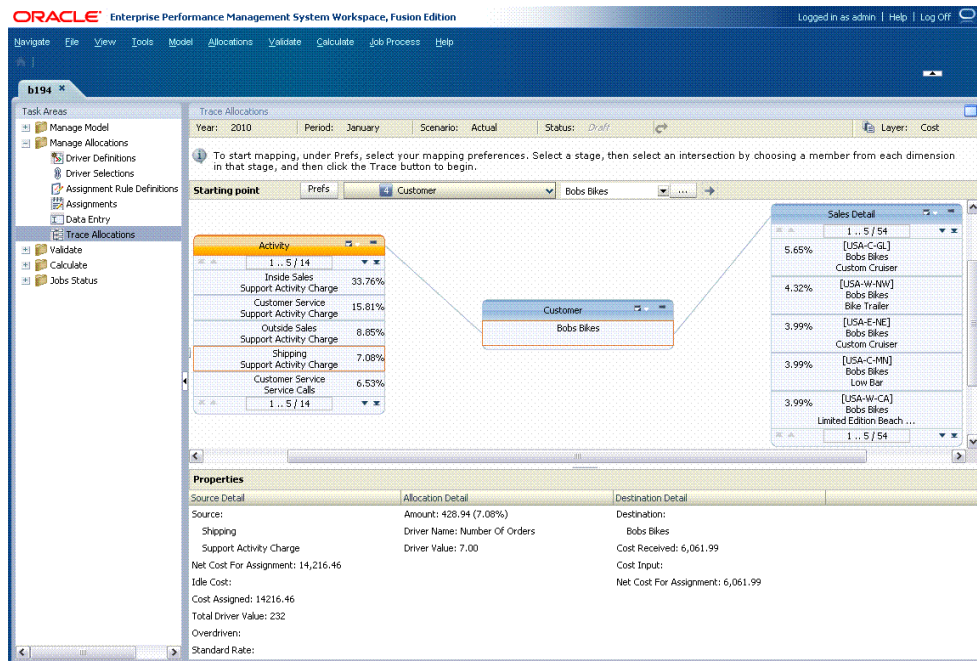 ORACLE® Enterprise Performance Management System Workspace, Fusion Edition
Logged in as admin | Help | Log Off
Navigate File View Tools Model Allocations Validate Calculate Job Process Help
b194 ×
Task Areas
Manage Model
Manage Allocations
Driver Definitions
Driver Selections
Assignment Rule Definitions
Assignments
Data Entry
Trace Allocations
Validate
Calculate
Jobs Status
Trace Allocations
Year: 2010 Period: January Scenario: Actual Status: Draft Layer: Cost
To start mapping, under Prefs, select your mapping preferences. Select a stage, then select an intersection by choosing a member from each dimension
in that stage, and then click the Trace button to begin.
Starting point Prefs 4 Customer Bobs Bikes ...
Activity
1 .. 5 / 14
Inside Sales
Support Activity Charge
33.76%
Customer Service
Support Activity Charge
15.81%
Outside Sales
Support Activity Charge
8.85%
Shipping
Support Activity Charge
7.08%
Customer Service
Service Calls
6.53%
1 .. 5 / 14
Customer
Bobs Bikes
Sales Detail
1 .. 5 / 54
5.65%
[USA-C-GL]
Bobs Bikes
Custom Cruiser
4.32%
[USA-W-NW]
Bobs Bikes
Bike Trailer
3.99%
[USA-E-NE]
Bobs Bikes
Custom Cruiser
3.99%
[USA-C-MN]
Bobs Bikes
Low Bar
3.99%
[USA-W-CA]
Bobs Bikes
Limited Edition Beach ...
1 .. 5 / 54
Properties
Source Detail
Source:
Shipping
Support Activity Charge
Net Cost For Assignment: 14,216.46
Idle Cost:
Cost Assigned: 14216.46
Total Driver Value: 232
Overdriven:
Standard Rate:
Allocation Detail
Amount: 428.94 (7.08%)
Driver Name: Number Of Orders
Driver Value: 7.00
Destination Detail
Destination:
Bobs Bikes
Cost Received: 6,061.99
Cost Input:
Net Cost For Assignment: 6,061.99